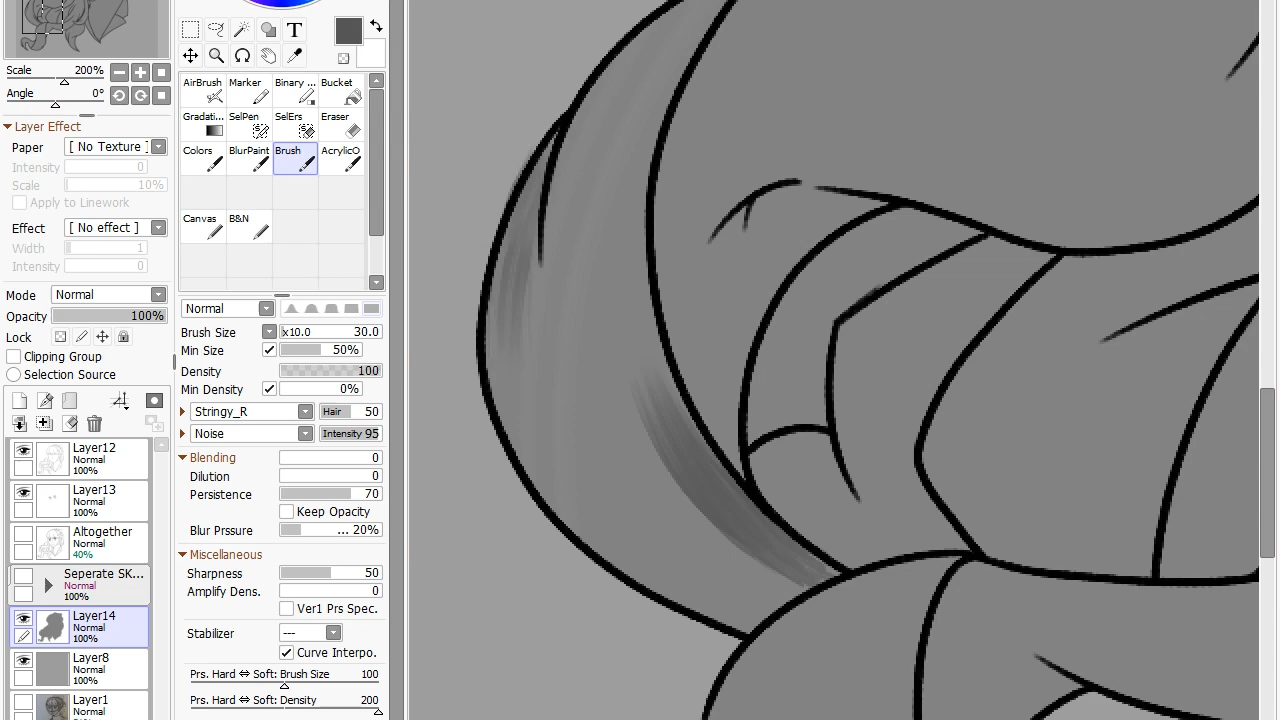 Scale 200%
Angle 0°
Layer Effect
Paper [ No Texture ]
Intensity 0
Scale 10%
Apply to Linework
Effect [ No effect ]
Width 1
Intensity 0
Mode Normal
Opacity 100%
Lock
Clipping Group
Selection Source
Layer12
Normal
100%
Layer13
Normal
100%
Altogether
Normal
40%
Seperate SK...
Normal
100%
Layer14
Normal
100%
Layer8
Normal
100%
Layer1
Normal
T
AirBrush Marker Binary ... Bucket
Gradati... SelPen SelErs Eraser
Colors BlurPaint Brush AcrylicO
Canvas B&N
Normal
Brush Size x10.0 30.0
Min Size 50%
Density 100
Min Density 0%
Stringy_R Hair 50
Noise Intensity 95
Blending 0
Dilution 0
Persistence 70
Keep Opacity
Blur Prssure ... 20%
Miscellaneous
Sharpness 50
Amplify Dens. 0
Ver1 Prs Spec.
Stabilizer ---
Curve Interpo.
Prs. Hard ⇔ Soft: Brush Size 100
Prs. Hard ⇔ Soft: Density 200